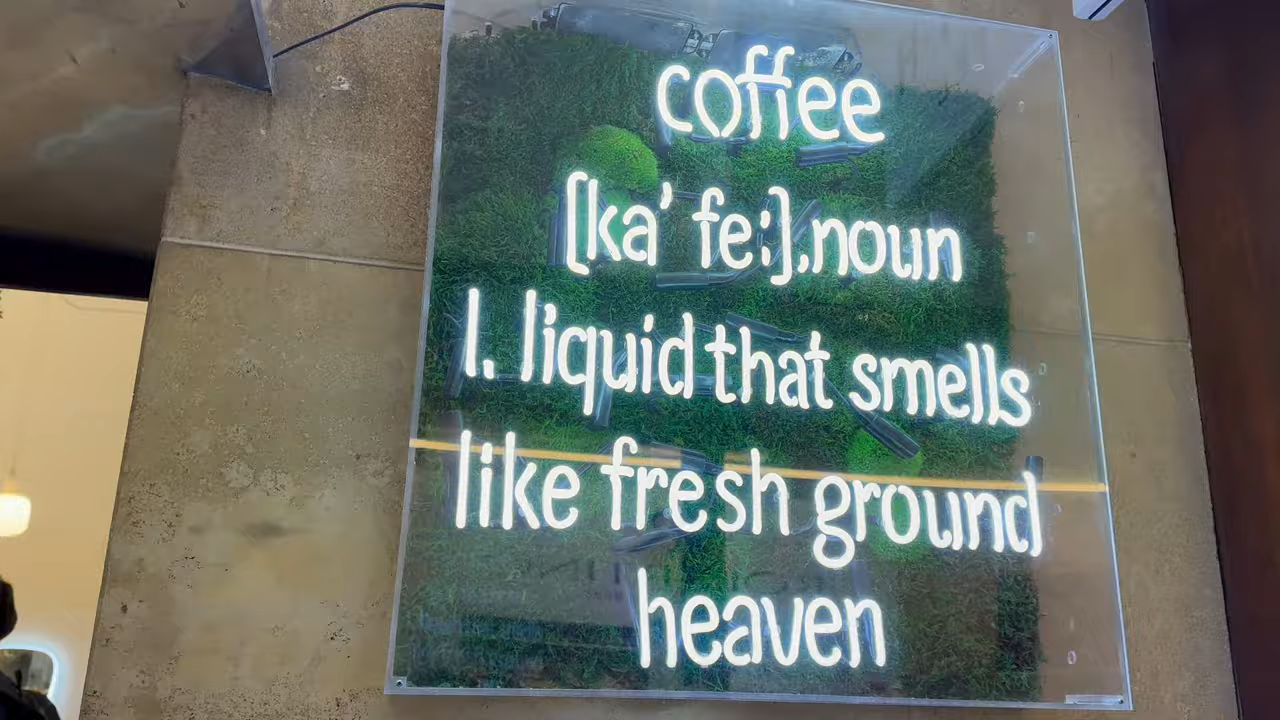 coffee
[ka' fe:],noun
1. liquid that smells
like fresh ground
heaven